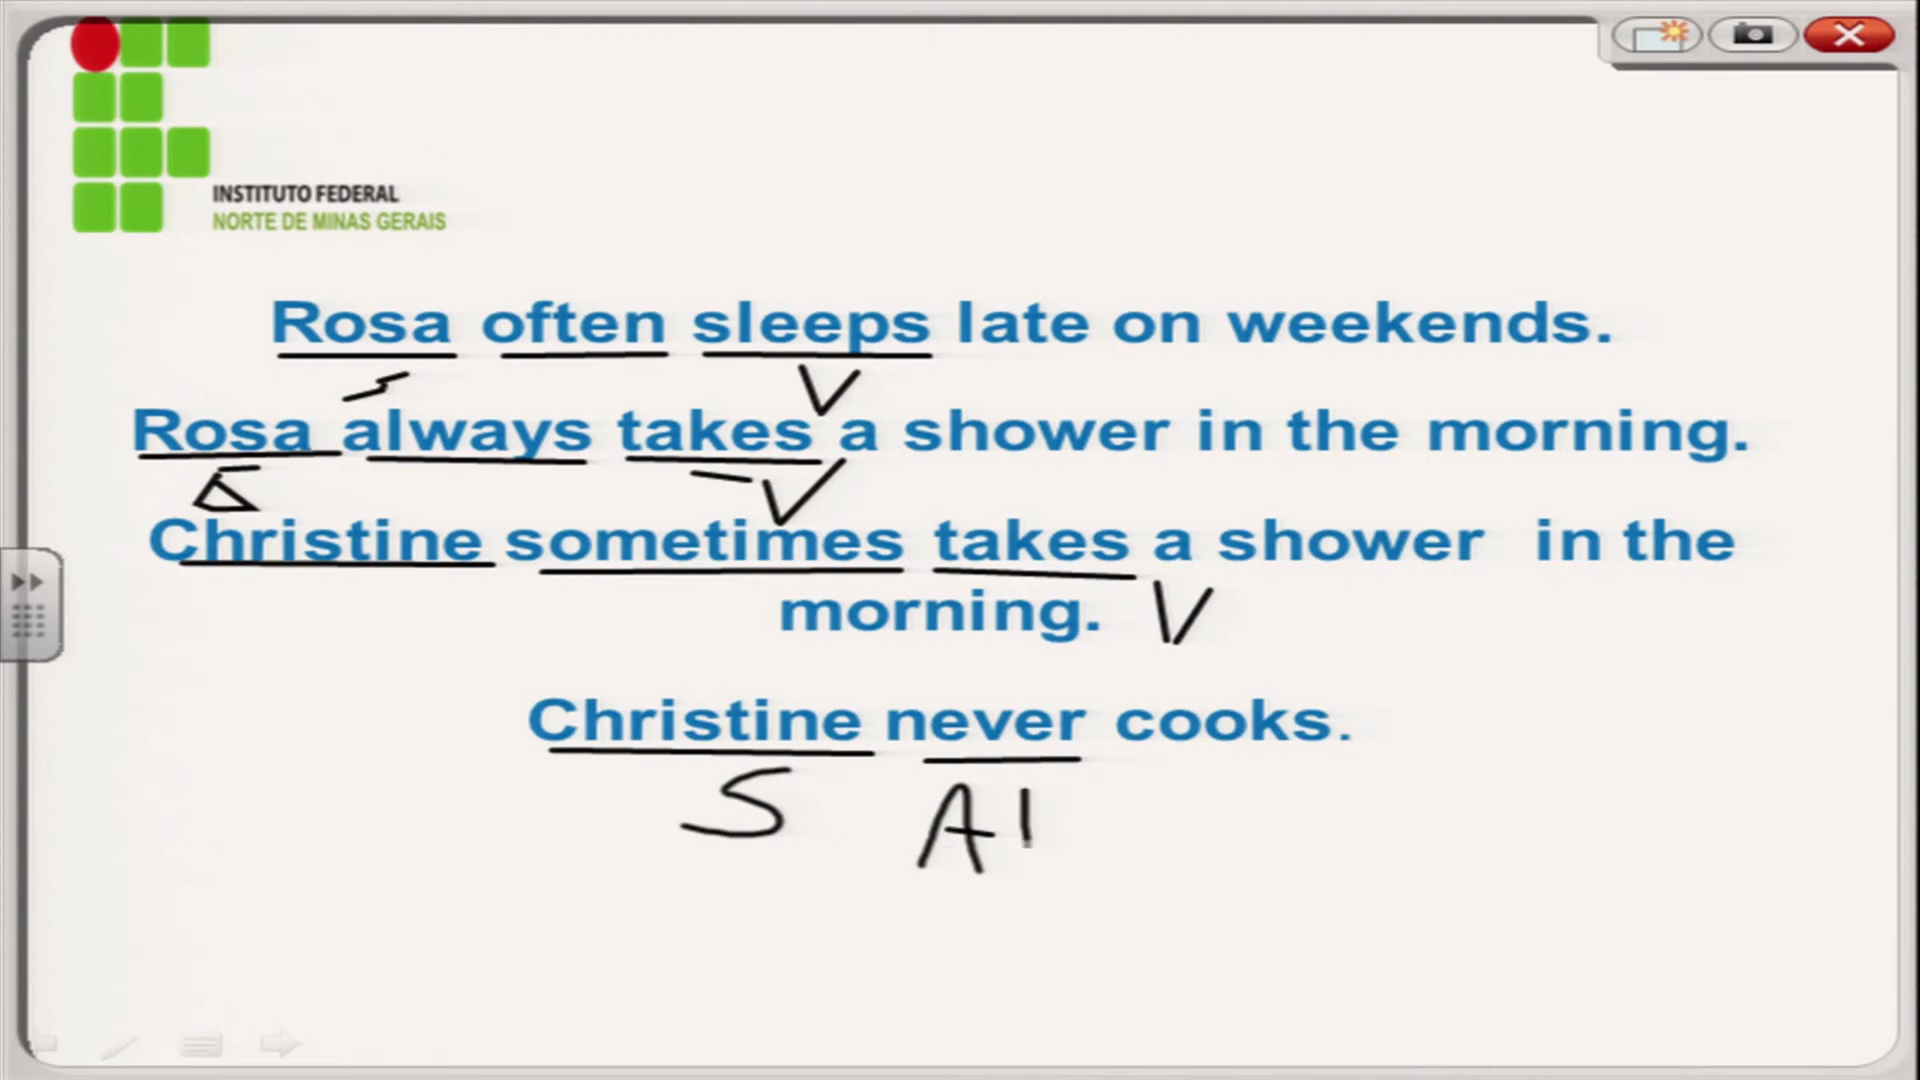 INSTITUTO FEDERAL
NORTE DE MINAS GERAIS
Rosa often sleeps late on weekends.
V
Rosa always takes a shower in the morning.
V
Christine sometimes takes a shower in the
morning. V
Christine never cooks.
S A